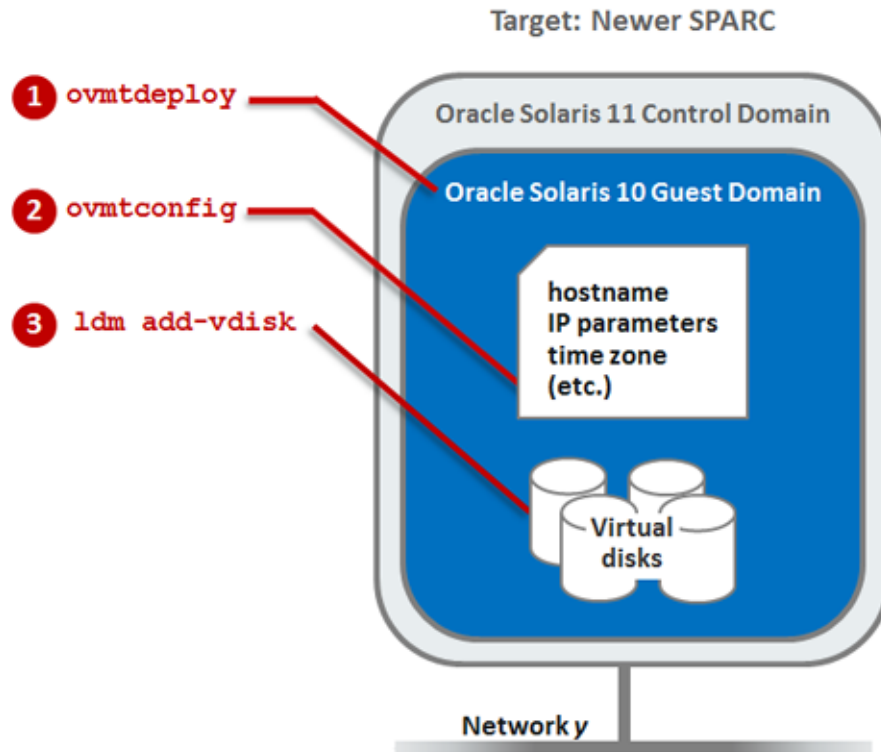 Target: Newer SPARC
1 ovmtdeploy
Oracle Solaris 11 Control Domain
Oracle Solaris 10 Guest Domain
2 ovmtconfig
hostname
IP parameters
time zone
(etc.)
3 ldm add-vdisk
Virtual
disks
Network y